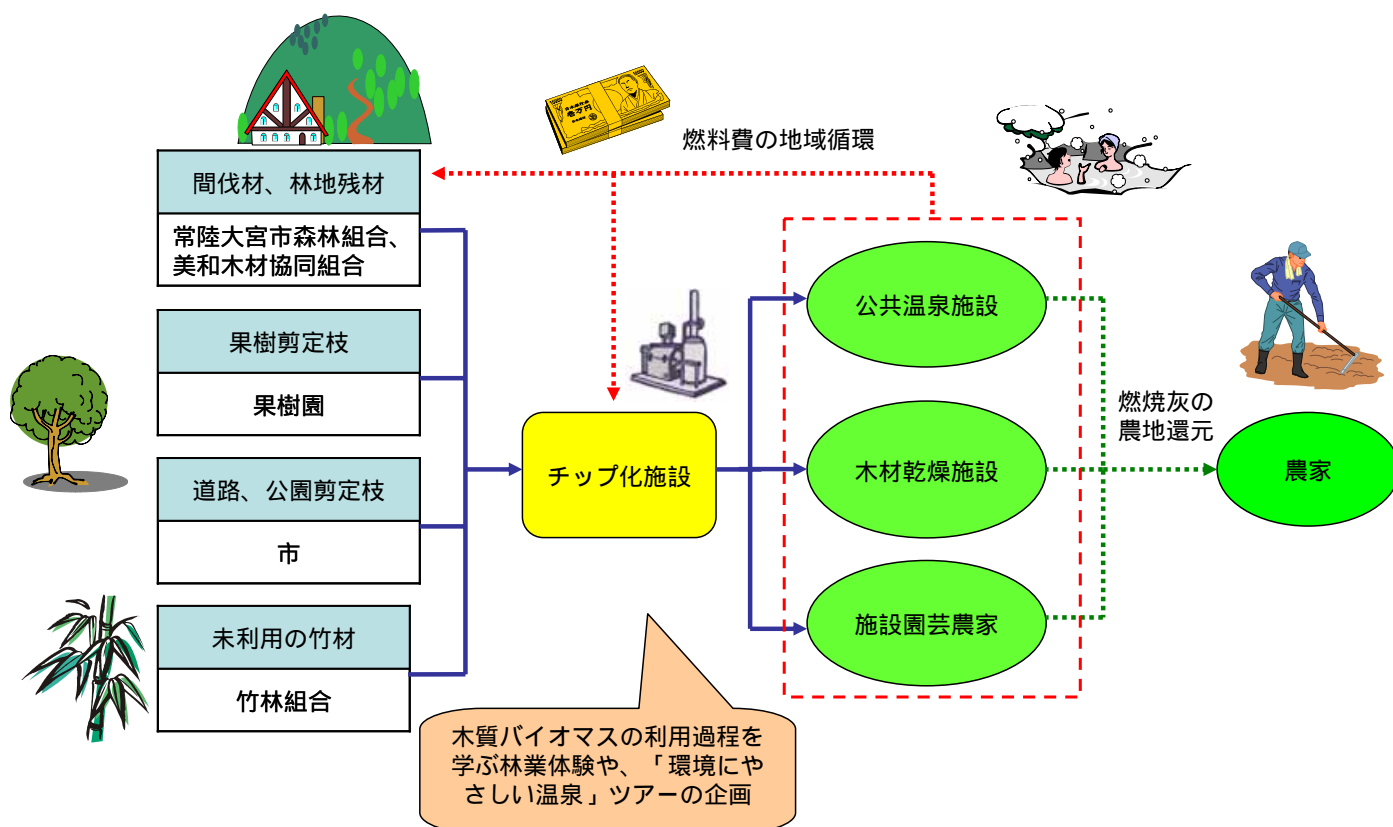 間伐材、林地残材
常陸大宮市森林組合、
美和木材協同組合
果樹剪定枝
果樹園
道路、公園剪定枝
市
未利用の竹材
竹林組合
燃料費の地域循環
チップ化施設
公共温泉施設
木材乾燥施設
施設園芸農家
燃焼灰の
農地還元
農家
木質バイオマスの利用過程を
学ぶ林業体験や、「環境にや
さしい温泉」ツアーの企画
壱万円